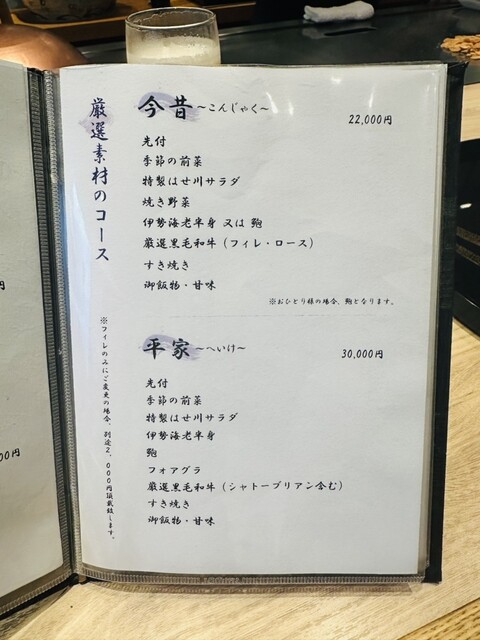 厳選素材のコース
※フィレのみにご変更の場合、別途2,000円頂戴します。
今昔～こんじゃく～
22,000円
先付
季節の前菜
特製はせ川サラダ
焼き野菜
伊勢海老半身 又は 鮑
厳選黒毛和牛（フィレ・ロース）
すき焼き
御飯物・甘味
※おひとり様の場合、鮑となります。
平家～へいけ～
30,000円
先付
季節の前菜
特製はせ川サラダ
伊勢海老半身
鮑
フォアグラ
厳選黒毛和牛（シャトーブリアン含む）
すき焼き
御飯物・甘味
円
00円